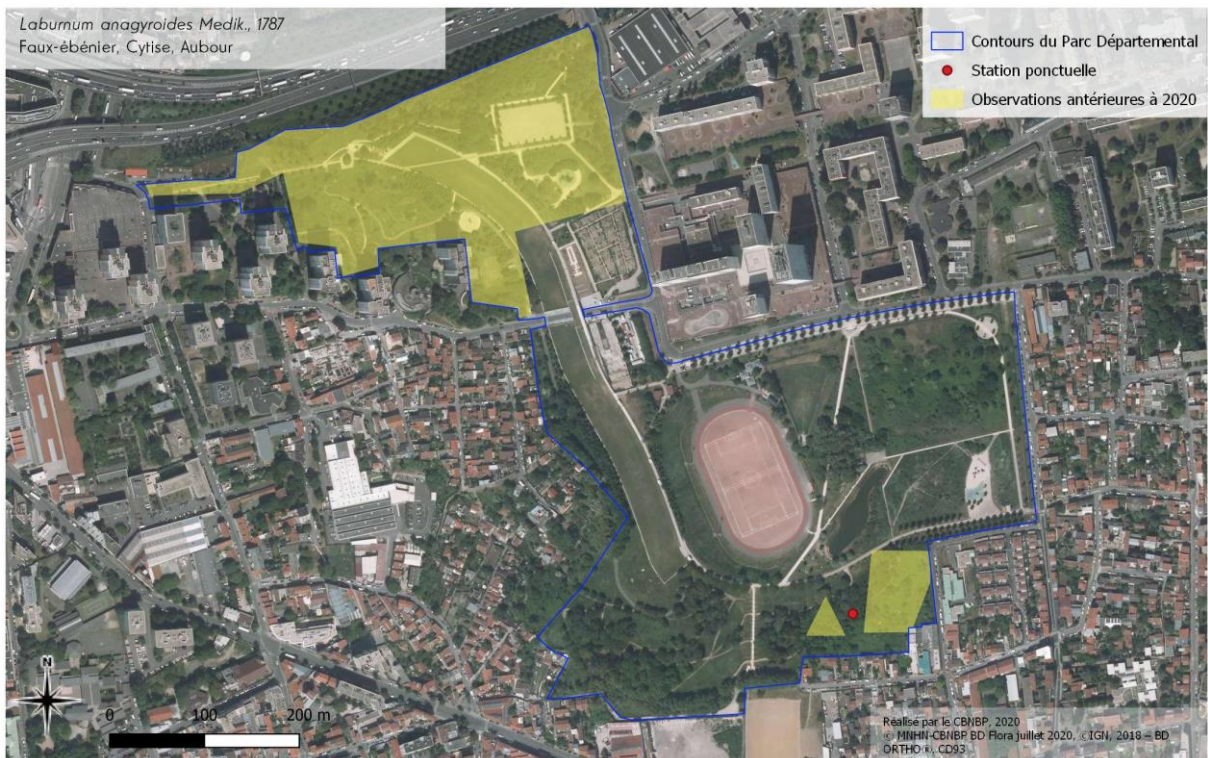 Laburnum anagyroides Medik., 1787
Faux-ébénier, Cytise, Aubour
Contours du Parc Départemental
Station ponctuelle
Observations antérieures à 2020
N
0 100 200 m
Réalisé par le CBNBP, 2020
© MNHN-CBNBP BD Flora juillet 2020, ©IGN, 2018 – BD
ORTHO ®, CD93